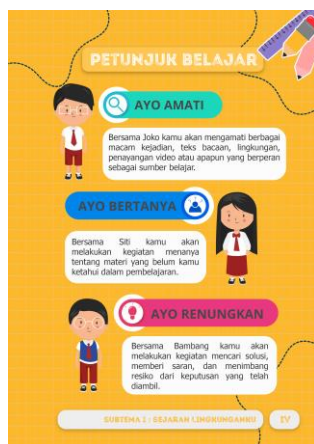 PETUNJUK BELAJAR
AYO AMATI
Bersama Joko kamu akan mengamati berbagai
macam kejadian, teks bacaan, lingkungan,
penayangan video atau apapun yang berperan
sebagai sumber belajar.
AYO BERTANYA
Bersama Siti kamu akan
melakukan kegiatan menanya
tentang materi yang belum kamu
ketahui dalam pembelajaran.
AYO RENUNGKAN
Bersama Bambang kamu akan
melakukan kegiatan mencari solusi,
memberi saran, dan menimbang
resiko dari keputusan yang telah
diambil.
SUBTEMA 1 : SEJARAH LINGKUNGANKU
IV